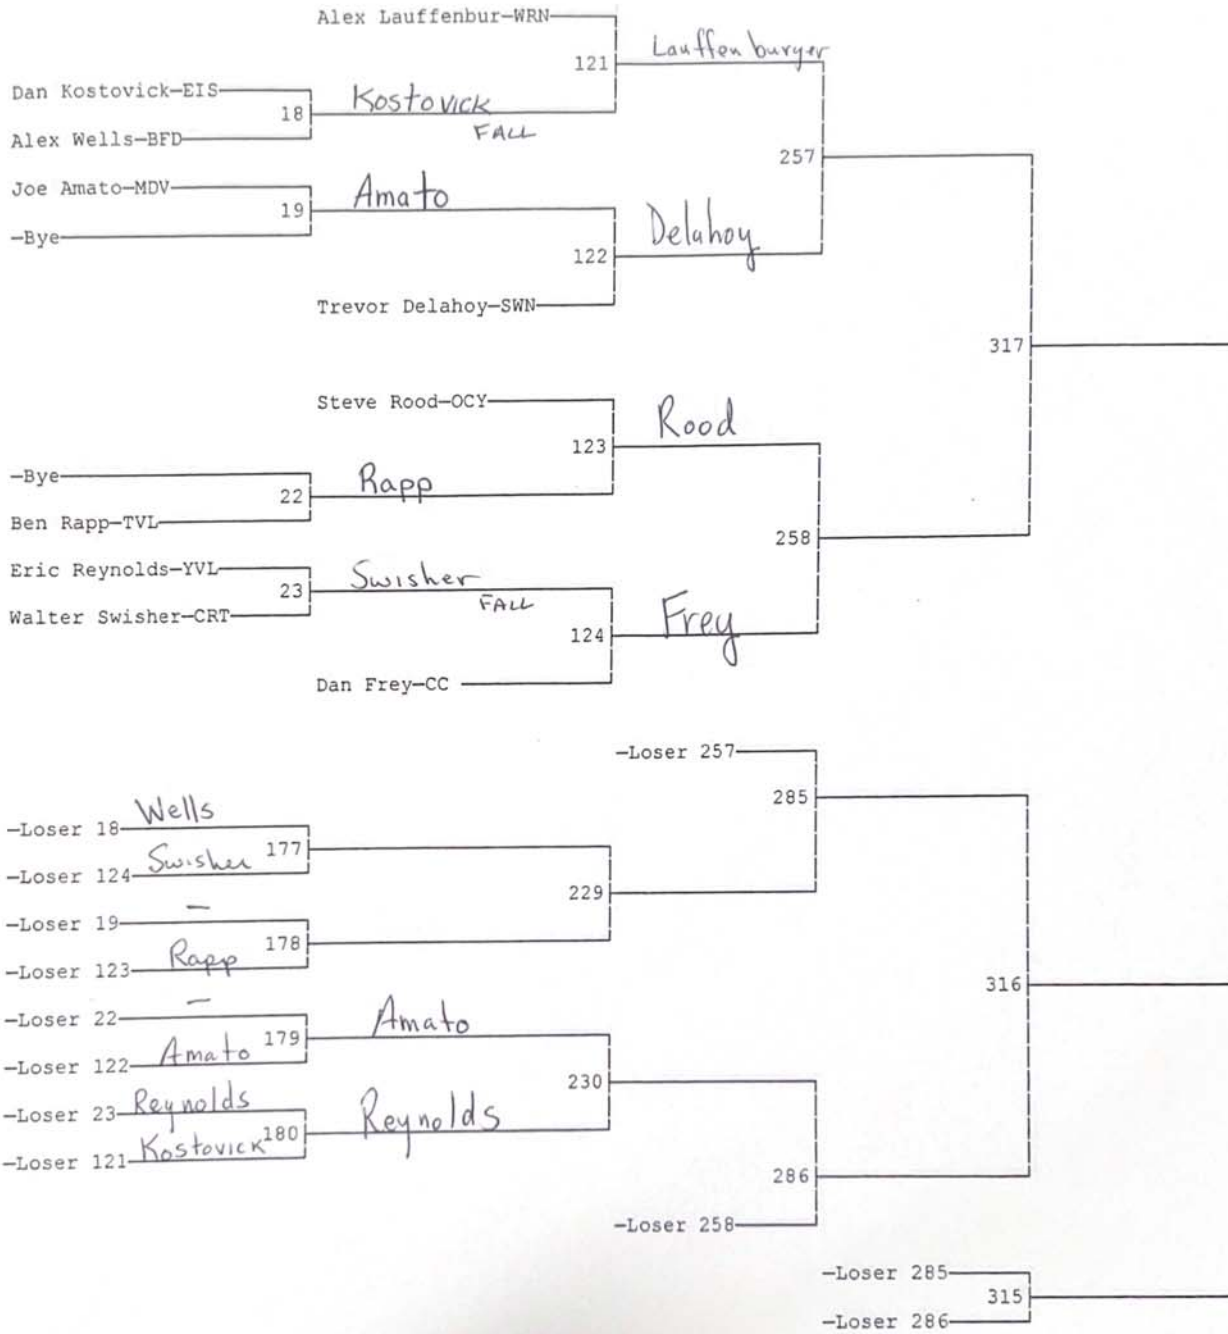 Alex Lauffenbur-WRN
121 Lauffenburger
Dan Kostovick-EIS
18 Kostovick
FALL
Alex Wells-BFD
257
Joe Amato-MDV
19 Amato
-Bye
122 Delahoy
Trevor Delahoy-SWN
317
Steve Rood-OCY
123 Rood
-Bye
22 Rapp
Ben Rapp-TVL
258
Eric Reynolds-YVL
23 Swisher
FALL
Walter Swisher-CRT
124 Frey
Dan Frey-CC
-Loser 257
285
-Loser 18 Wells
177
-Loser 124 Swisher
229
-Loser 19 -
178
-Loser 123 Rapp
316
-Loser 22 -
179 Amato
-Loser 122 Amato
230
-Loser 23 Reynolds
180 Reynolds
-Loser 121 Kostovick
286
-Loser 258
-Loser 285
315
-Loser 286